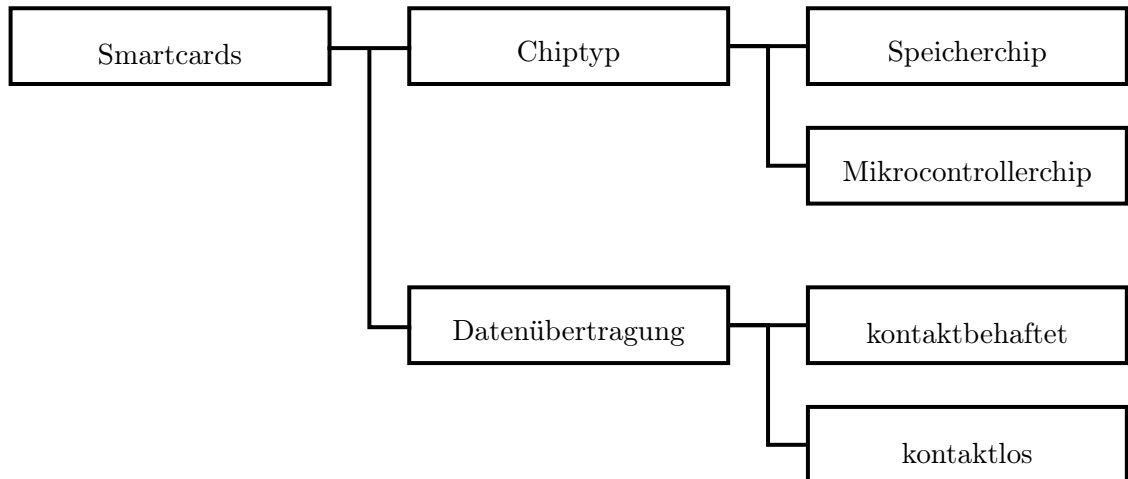 Smartcards
Chiptyp
Speicherchip
Mikrocontrollerchip
Datenübertragung
kontaktbehaftet
kontaktlos